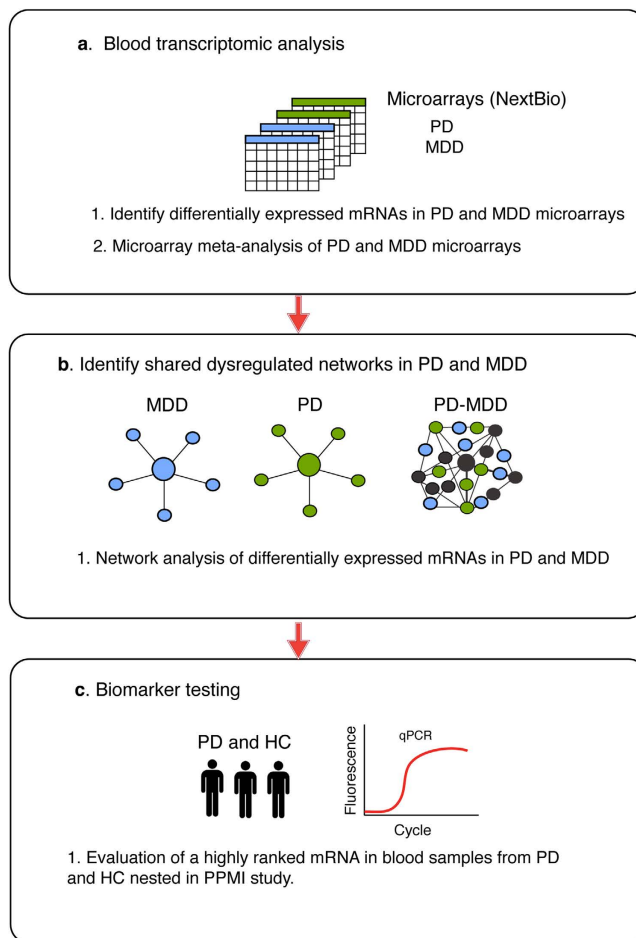 a. Blood transcriptomic analysis
Microarrays (NextBio)
PD
MDD
1. Identify differentially expressed mRNAs in PD and MDD microarrays
2. Microarray meta-analysis of PD and MDD microarrays
b. Identify shared dysregulated networks in PD and MDD
MDD PD PD-MDD
1. Network analysis of differentially expressed mRNAs in PD and MDD
c. Biomarker testing
PD and HC
qPCR
Fluorescence
Cycle
1. Evaluation of a highly ranked mRNA in blood samples from PD
and HC nested in PPMI study.